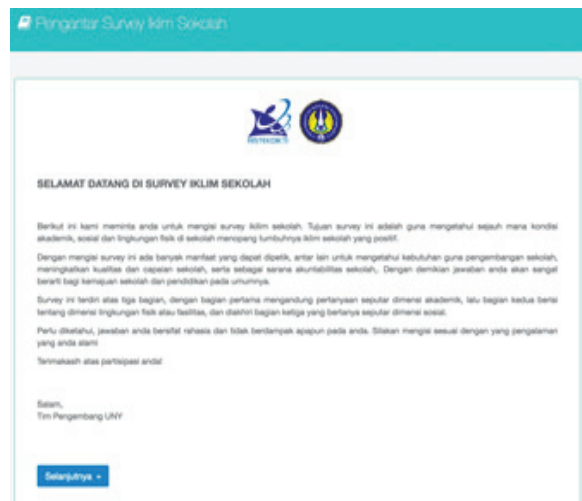 Pengantar Survey Iklim Sekolah
RISTEKDIKTI
SELAMAT DATANG DI SURVEY IKLIM SEKOLAH
Berikut ini kami meminta anda untuk mengisi survey iklim sekolah. Tujuan survey ini adalah guna mengetahui sejauh mana kondisi
akademik, sosial dan lingkungan fisik di sekolah menopang tumbuhnya iklim sekolah yang positif.
Dengan mengisi survey ini ada banyak manfaat yang dapat dipetik, antar lain untuk mengetahui kebutuhan guna pengembangan sekolah,
meningkatkan kualitas dan capaian sekolah, serta sebagai sarana akuntabilitas sekolah,. Dengan demikian jawaban anda akan sangat
berarti bagi kemajuan sekolah dan pendidikan pada umumnya.
Survey ini terdiri atas tiga bagian, dengan bagian pertama mengandung pertanyaan seputar dimensi akademik, lalu bagian kedua berisi
tentang dimensi lingkungan fisik atau fasilitas, dan diakhiri bagian ketiga yang bertanya seputar dimensi sosial.
Perlu diketahui, jawaban anda bersifat rahasia dan tidak berdampak apapun pada anda. Silakan mengisi sesuai dengan yang pengalaman
yang anda alami
Terimakasih atas partisipasi anda!
Salam,
Tim Pengembang UNY
Selanjutnya